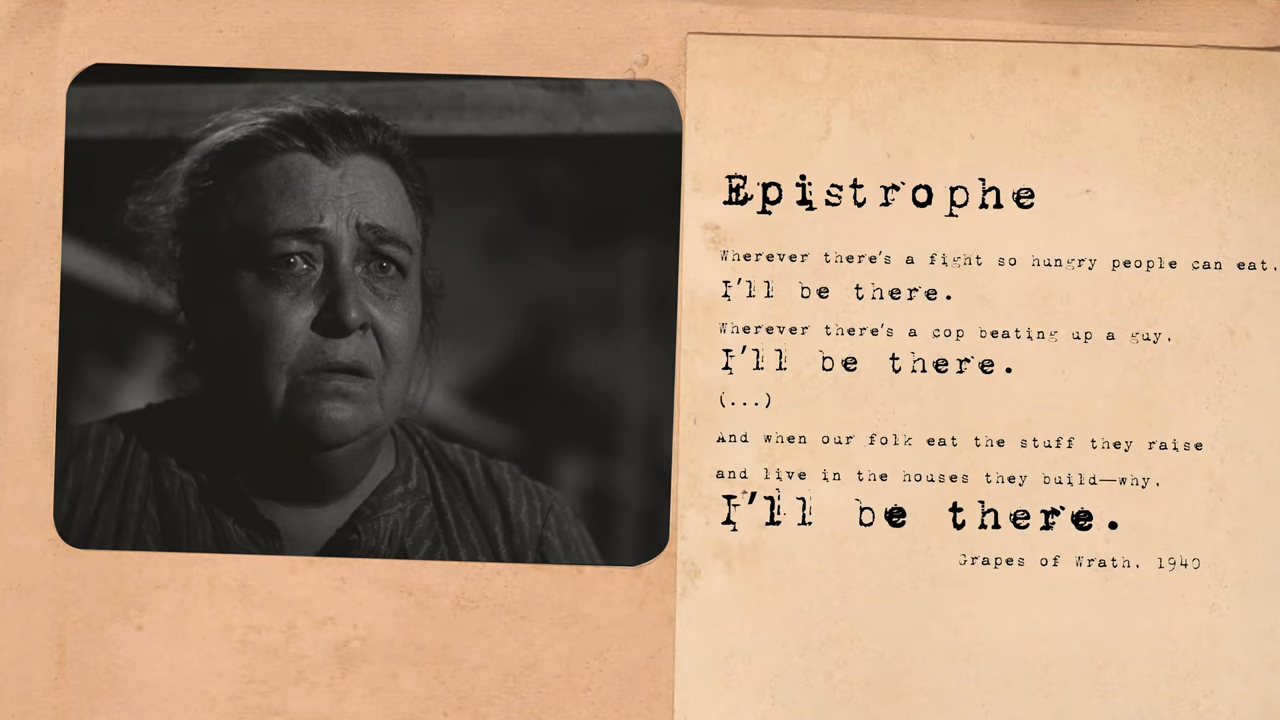 Epistrophe
Wherever there's a fight so hungry people can eat.
I'll be there.
Wherever there's a cop beating up a guy.
I'll be there.
(...)
And when our folk eat the stuff they raise
and live in the houses they build—why.
I'll be there.
Grapes of Wrath. 1940